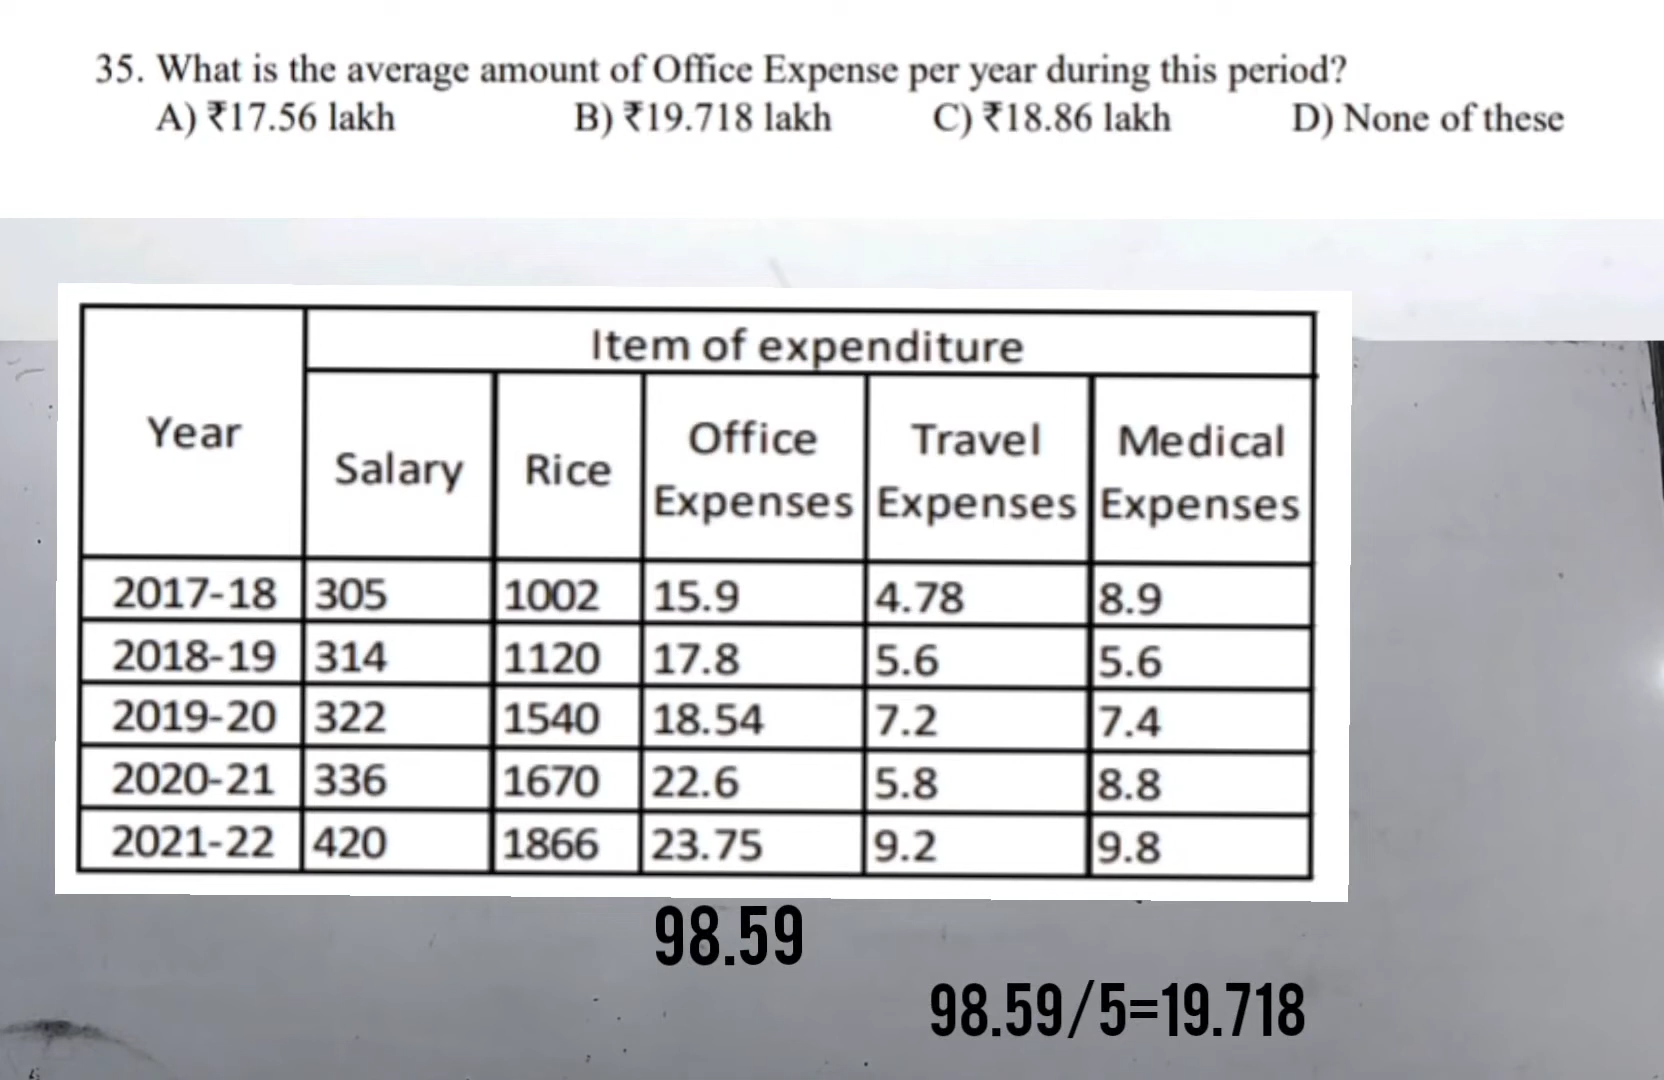 35. What is the average amount of Office Expense per year during this period?
A) ₹17.56 lakh B) ₹19.718 lakh C) ₹18.86 lakh D) None of these
Item of expenditure
Year Salary Rice Office Expenses Travel Expenses Medical Expenses
2017-18 305 1002 15.9 4.78 8.9
2018-19 314 1120 17.8 5.6 5.6
2019-20 322 1540 18.54 7.2 7.4
2020-21 336 1670 22.6 5.8 8.8
2021-22 420 1866 23.75 9.2 9.8
98.59
98.59/5=19.718